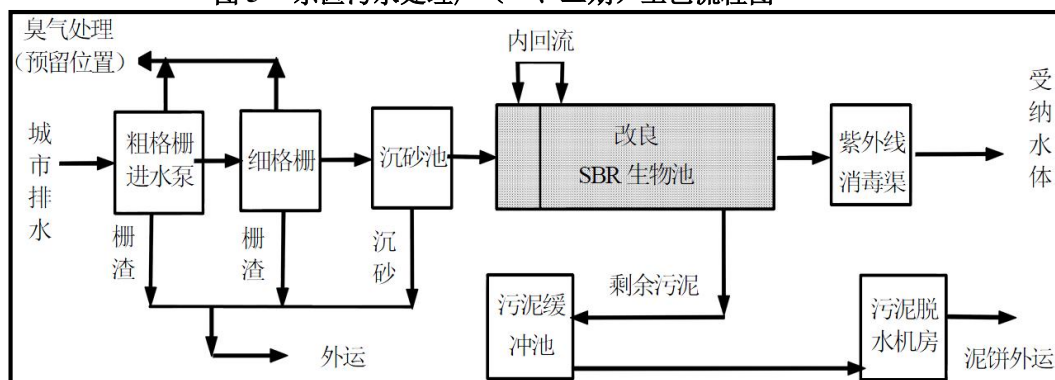 臭气处理
（预留位置）
内回流
城市排水
粗格栅
进水泵
细格栅
沉砂池
改良
SBR 生物池
紫外线
消毒渠
受纳水体
栅渣
栅渣
沉砂
剩余污泥
污泥缓
冲池
污泥脱
水机房
外运
泥饼外运